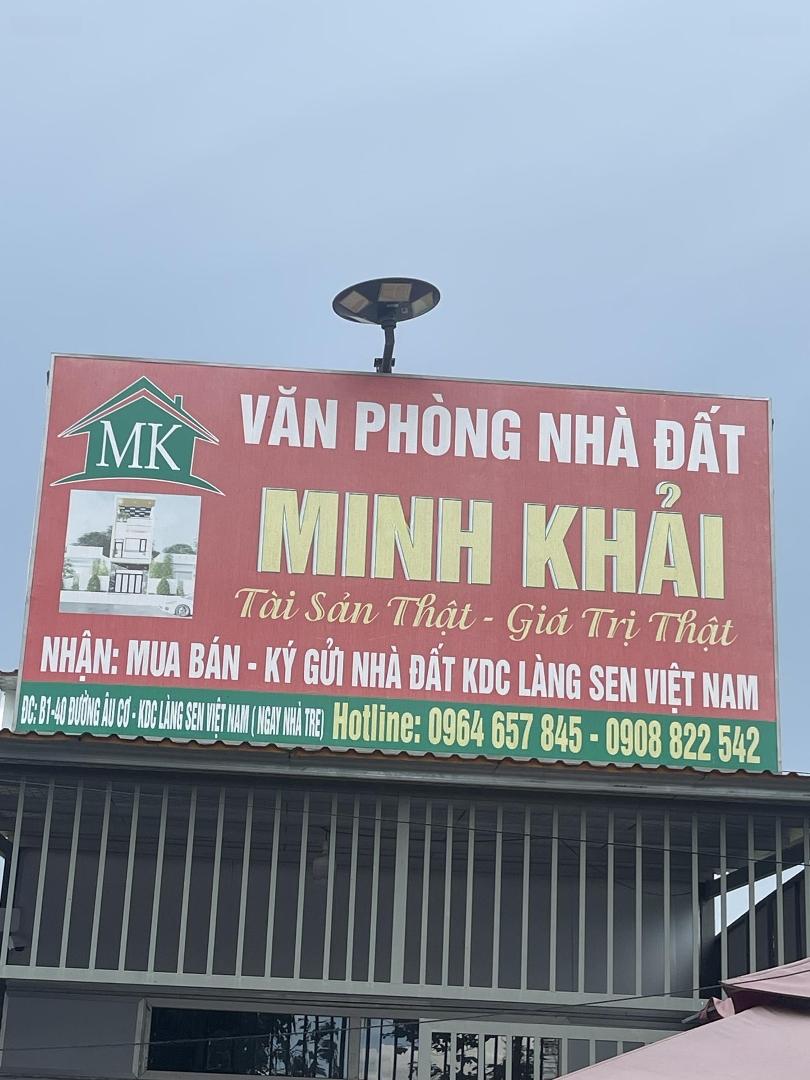 MK
VĂN PHÒNG NHÀ ĐẤT
MINH KHẢI
Tài Sản Thật - Giá Trị Thật
NHẬN: MUA BÁN - KÝ GỬI NHÀ ĐẤT KDC LÀNG SEN VIỆT NAM
ĐC: B1-40 ĐƯỜNG ÂU CƠ - KDC LÀNG SEN VIỆT NAM ( NGAY NHÀ TRE) Hotline: 0964 657 845 - 0908 822 542